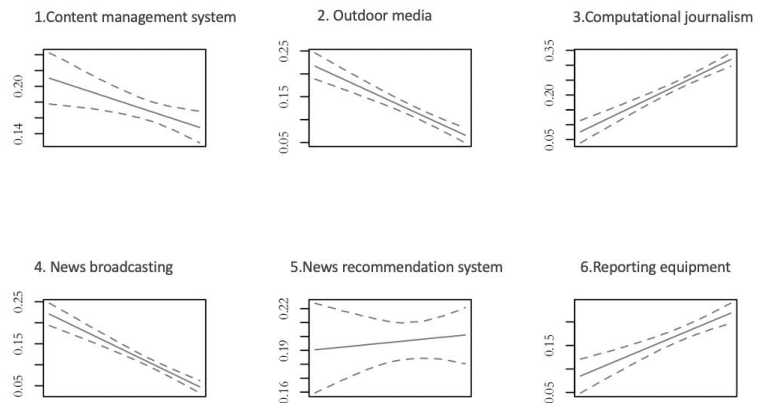 1.Content management system
2. Outdoor media
3.Computational journalism
0.20
0.14
0.25
0.15
0.05
0.35
0.20
0.05
4. News broadcasting
5.News recommendation system
6.Reporting equipment
0.25
0.15
0.05
0.22
0.19
0.16
0.15
0.05